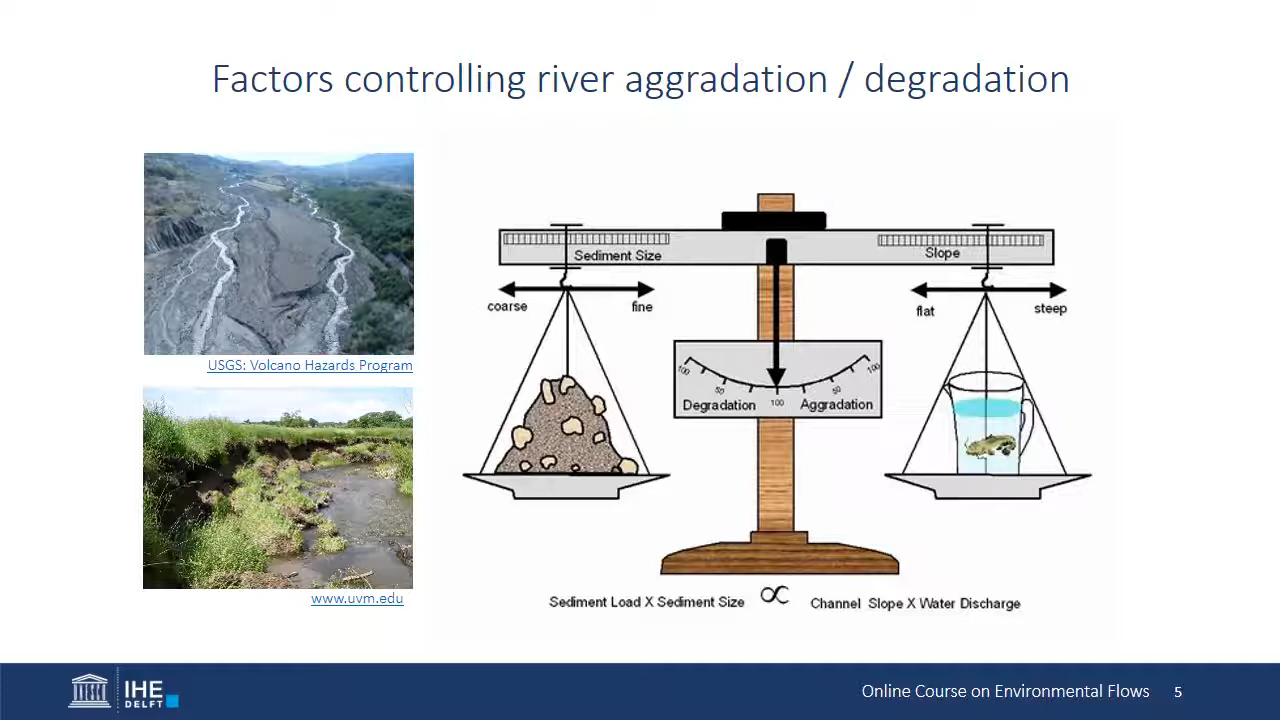 Factors controlling river aggradation / degradation
USGS: Volcano Hazards Program
www.uvm.edu
Sediment Size
Slope
coarse
fine
flat
steep
100
50
100
50
100
Degradation
Aggradation
Sediment Load X Sediment Size ∝ Channel Slope X Water Discharge
UNESCO
IHE
DELFT
Online Course on Environmental Flows
5